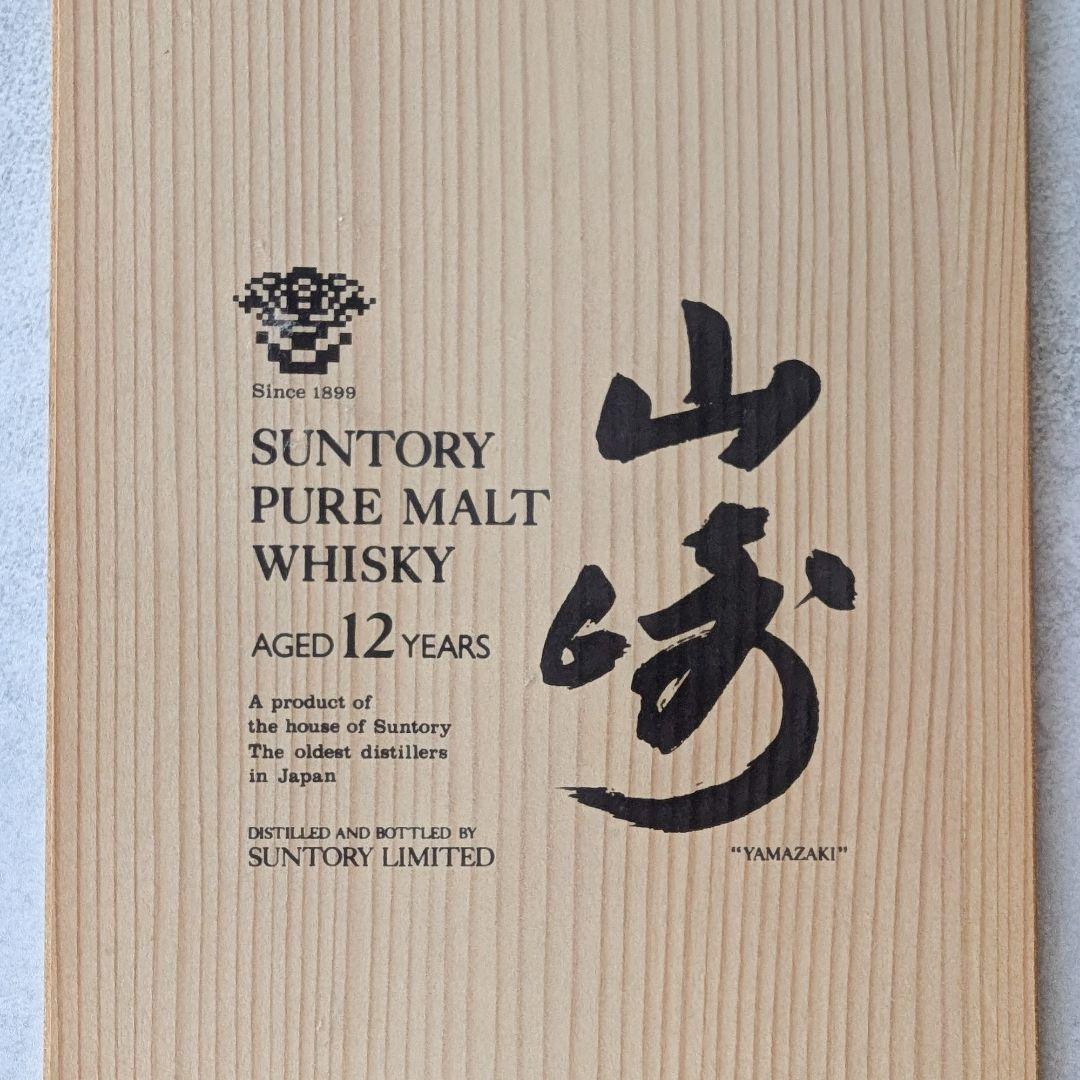 Since 1899
SUNTORY
PURE MALT
WHISKY
AGED 12 YEARS
A product of
the house of Suntory
The oldest distillers
in Japan
DISTILLED AND BOTTLED BY
SUNTORY LIMITED
山崎
“YAMAZAKI”